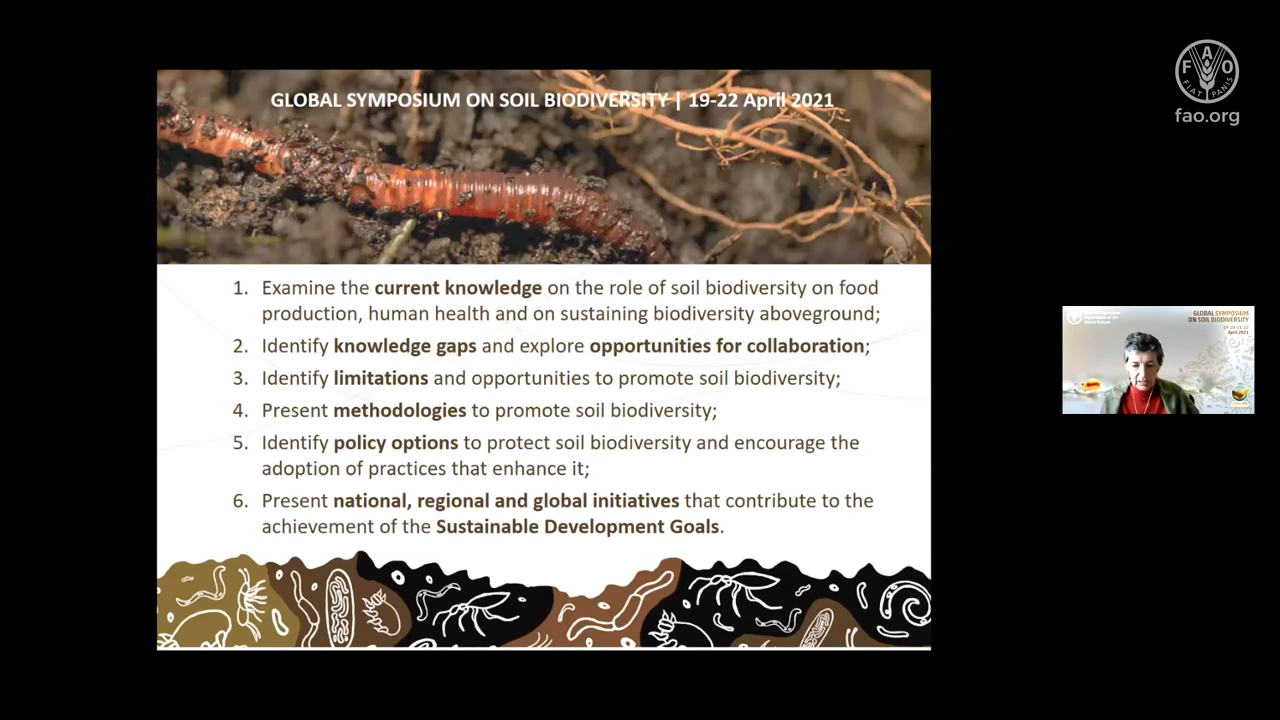 F A O
FIAT PANIS
fao.org
GLOBAL SYMPOSIUM ON SOIL BIODIVERSITY | 19-22 April 2021
1. Examine the current knowledge on the role of soil biodiversity on food
production, human health and on sustaining biodiversity aboveground;
2. Identify knowledge gaps and explore opportunities for collaboration;
3. Identify limitations and opportunities to promote soil biodiversity;
4. Present methodologies to promote soil biodiversity;
5. Identify policy options to protect soil biodiversity and encourage the
adoption of practices that enhance it;
6. Present national, regional and global initiatives that contribute to the
achievement of the Sustainable Development Goals.
GLOBAL SYMPOSIUM
ON SOIL BIODIVERSITY
April 2021